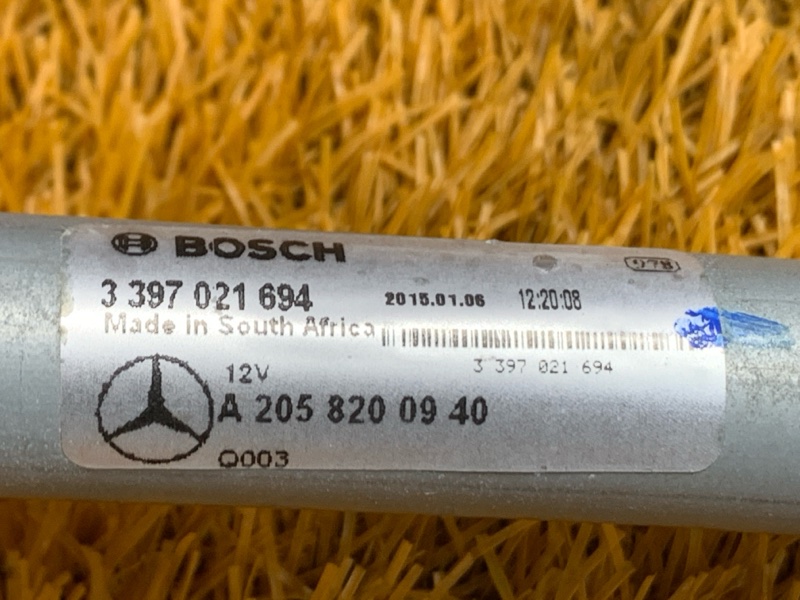 BOSCH
078
3 397 021 694 2015.01.06 12:20:08
Made in South Africa
3 397 021 694
12V
A 205 820 09 40
Q003